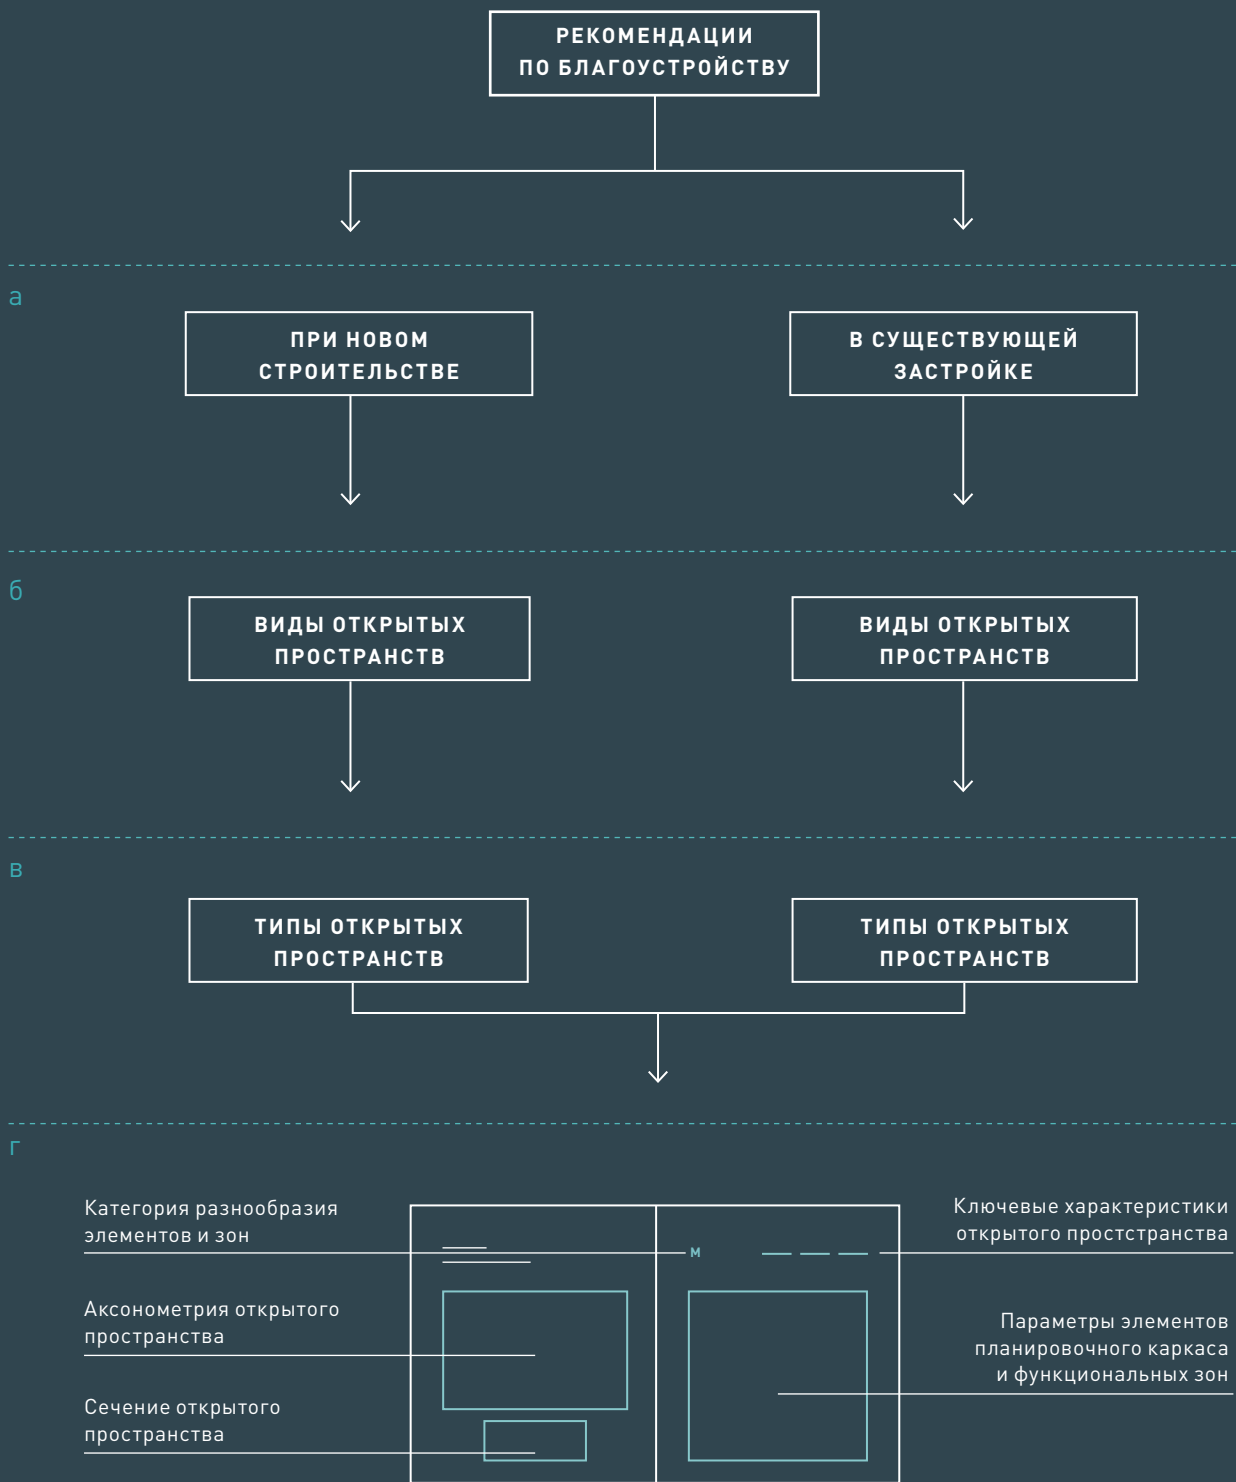 РЕКОМЕНДАЦИИ
ПО БЛАГОУСТРОЙСТВУ
а
ПРИ НОВОМ
СТРОИТЕЛЬСТВЕ
В СУЩЕСТВУЮЩЕЙ
ЗАСТРОЙКЕ
б
ВИДЫ ОТКРЫТЫХ
ПРОСТРАНСТВ
ВИДЫ ОТКРЫТЫХ
ПРОСТРАНСТВ
в
ТИПЫ ОТКРЫТЫХ
ПРОСТРАНСТВ
ТИПЫ ОТКРЫТЫХ
ПРОСТРАНСТВ
г
Категория разнообразия
элементов и зон
Аксонометрия открытого
пространства
Сечение открытого
пространства
М
Ключевые характеристики
открытого простстранства
Параметры элементов
планировочного каркаса
и функциональных зон